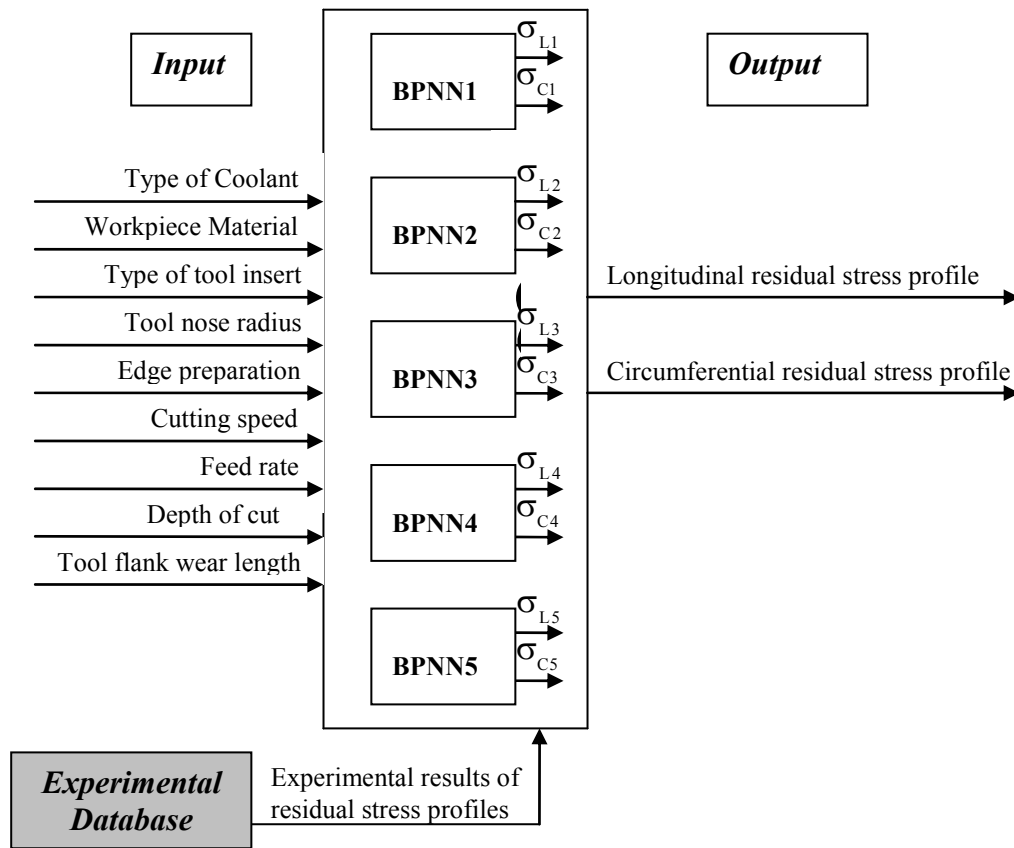 Input
Output
BPNN1
σL1
σC1
BPNN2
σL2
σC2
BPNN3
σL3
σC3
BPNN4
σL4
σC4
BPNN5
σL5
σC5
Type of Coolant
Workpiece Material
Type of tool insert
Tool nose radius
Edge preparation
Cutting speed
Feed rate
Depth of cut
Tool flank wear length
Longitudinal residual stress profile
Circumferential residual stress profile
Experimental
Database
Experimental results of
residual stress profiles